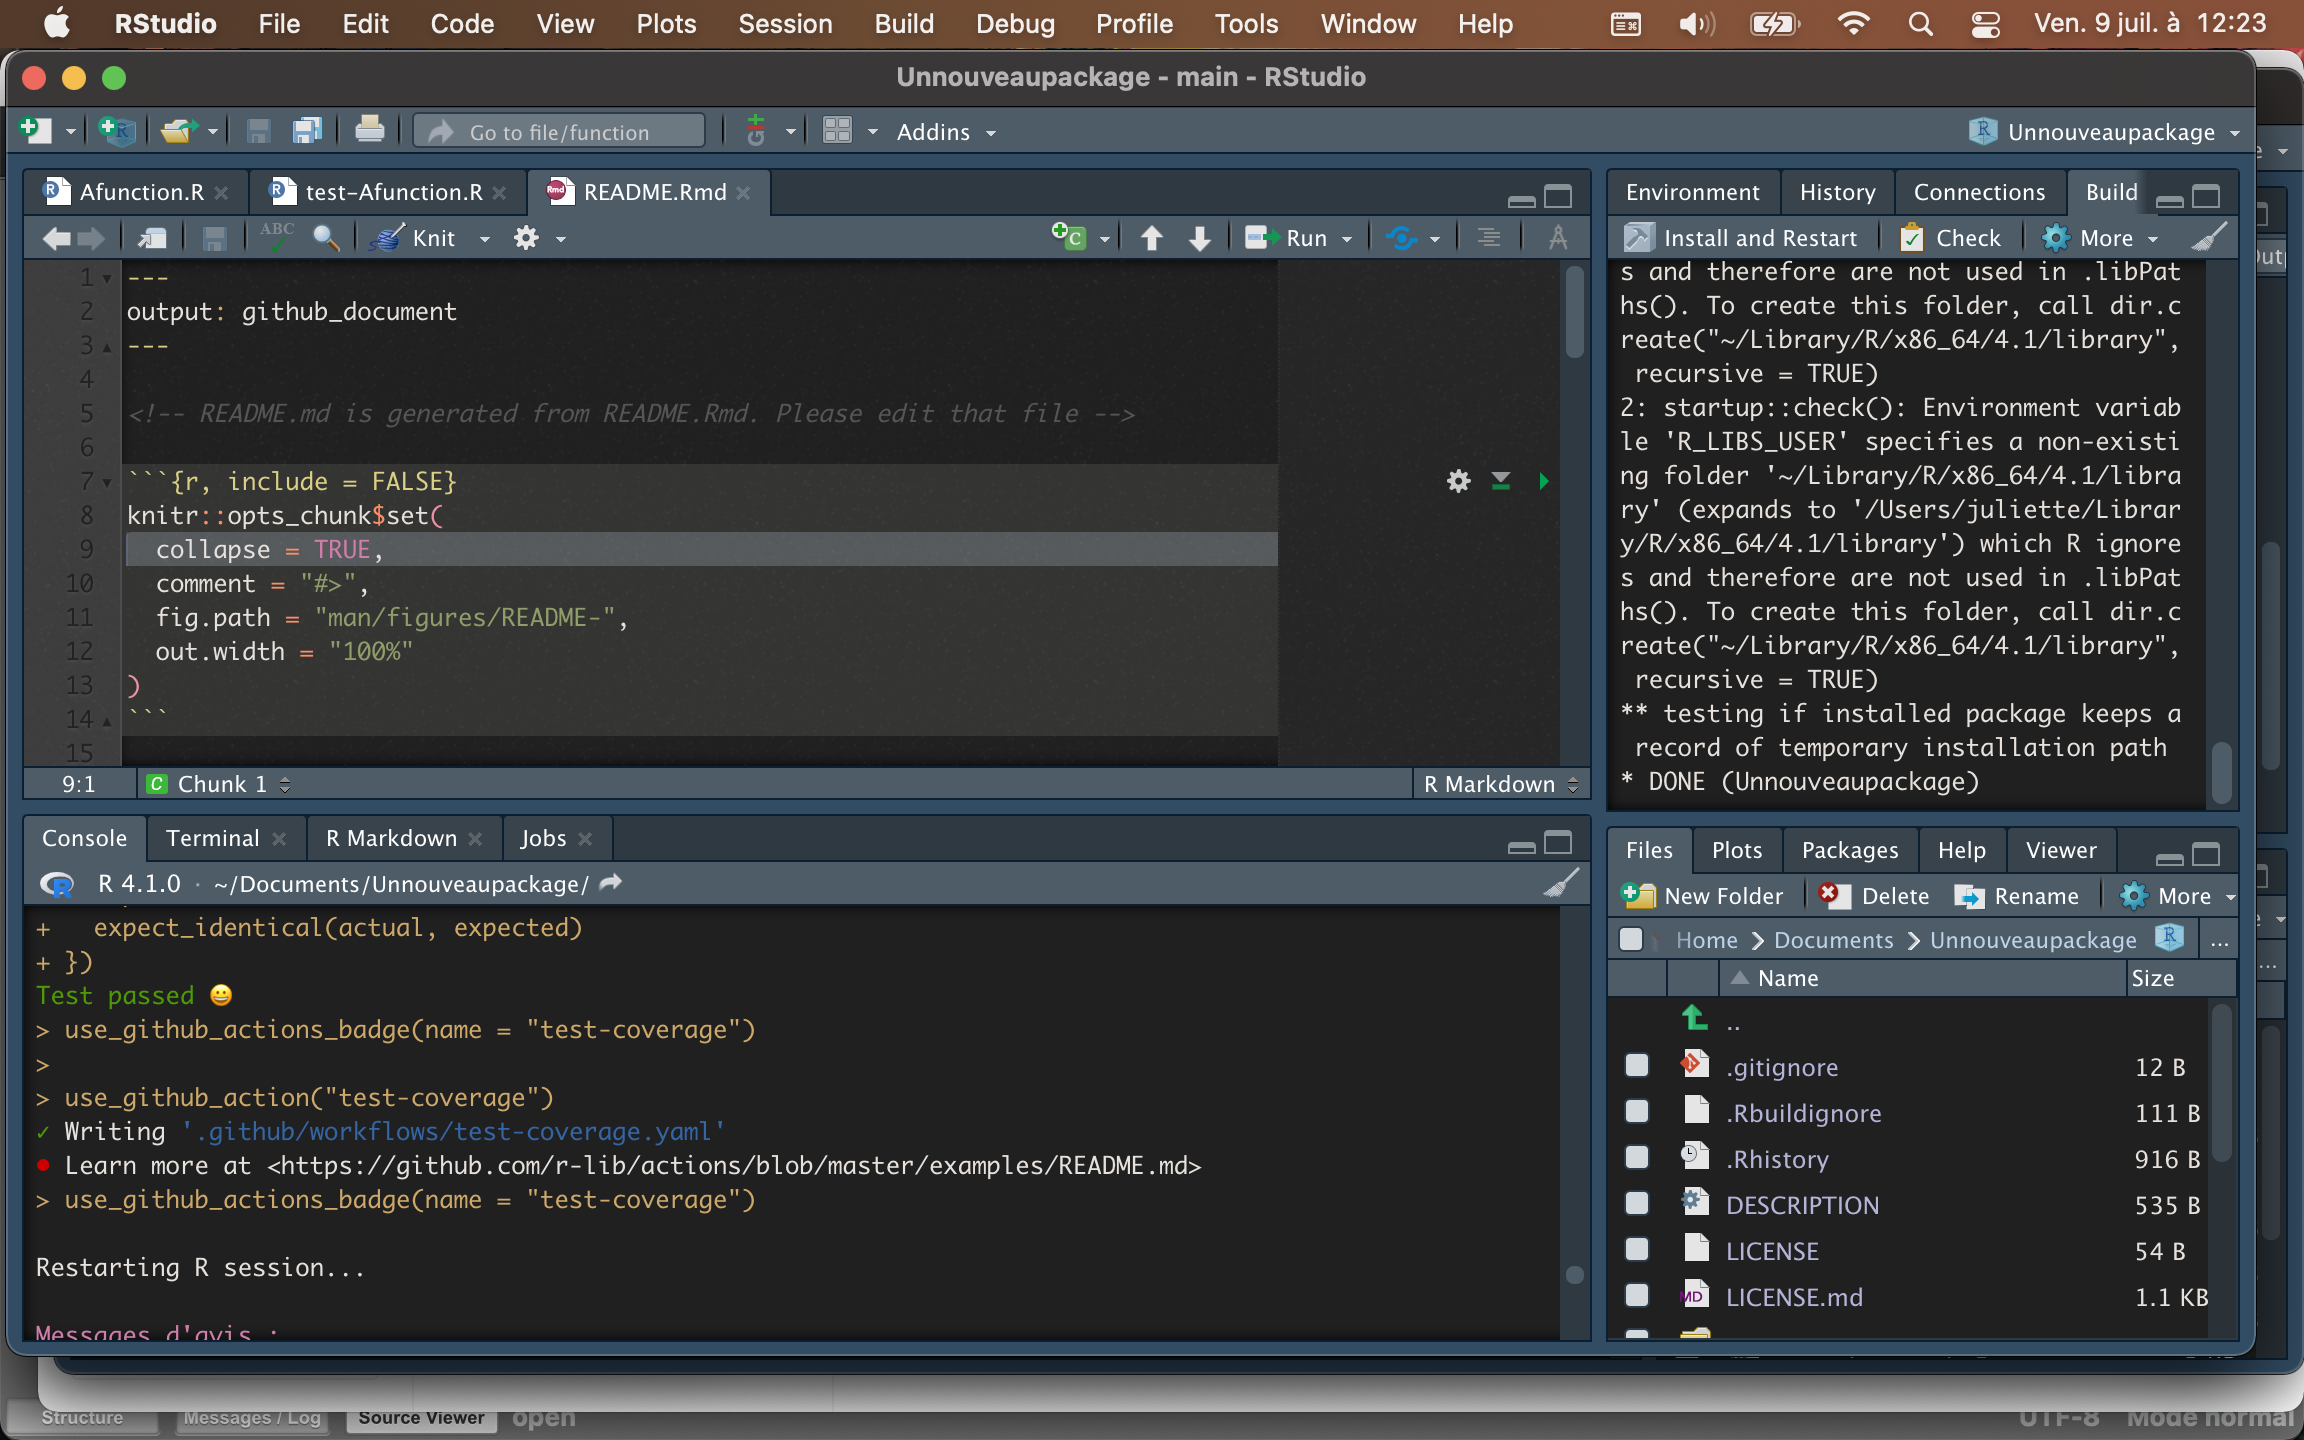 RStudio File Edit Code View Plots Session Build Debug Profile Tools Window Help Ven. 9 juil. à 12:23
Unnouveaupackage - main - RStudio
Go to file/function Addins Unnouveaupackage
Afunction.R test-Afunction.R README.Rmd
ABC Knit Run
1 ---
2 output: github_document
3 ---
4
5 <!-- README.md is generated from README.Rmd. Please edit that file -->
6
7 ```{r, include = FALSE}
8 knitr::opts_chunk$set(
9 collapse = TRUE,
10 comment = "#>",
11 fig.path = "man/figures/README-",
12 out.width = "100%"
13 )
14 ```
15
9:1 Chunk 1 R Markdown
Console Terminal R Markdown Jobs
R 4.1.0 · ~/Documents/Unnouveaupackage/
+ expect_identical(actual, expected)
+ })
Test passed 😀
> use_github_actions_badge(name = "test-coverage")
>
> use_github_action("test-coverage")
✓ Writing '.github/workflows/test-coverage.yaml'
● Learn more at <https://github.com/r-lib/actions/blob/master/examples/README.md>
> use_github_actions_badge(name = "test-coverage")
Restarting R session...
Messages d'avis :
Environment History Connections Build
Install and Restart Check More
s and therefore are not used in .libPat
hs(). To create this folder, call dir.c
reate("~/Library/R/x86_64/4.1/library",
recursive = TRUE)
2: startup::check(): Environment variab
le 'R_LIBS_USER' specifies a non-existi
ng folder '~/Library/R/x86_64/4.1/libra
ry' (expands to '/Users/juliette/Librar
y/R/x86_64/4.1/library') which R ignore
s and therefore are not used in .libPat
hs(). To create this folder, call dir.c
reate("~/Library/R/x86_64/4.1/library",
recursive = TRUE)
** testing if installed package keeps a
record of temporary installation path
* DONE (Unnouveaupackage)
Files Plots Packages Help Viewer
New Folder Delete Rename More
Home Documents Unnouveaupackage ...
Name Size
..
.gitignore 12 B
.Rbuildignore 111 B
.Rhistory 916 B
DESCRIPTION 535 B
LICENSE 54 B
LICENSE.md 1.1 KB
Structure Messages / Log Source Viewer open UTF-8 Mode normal